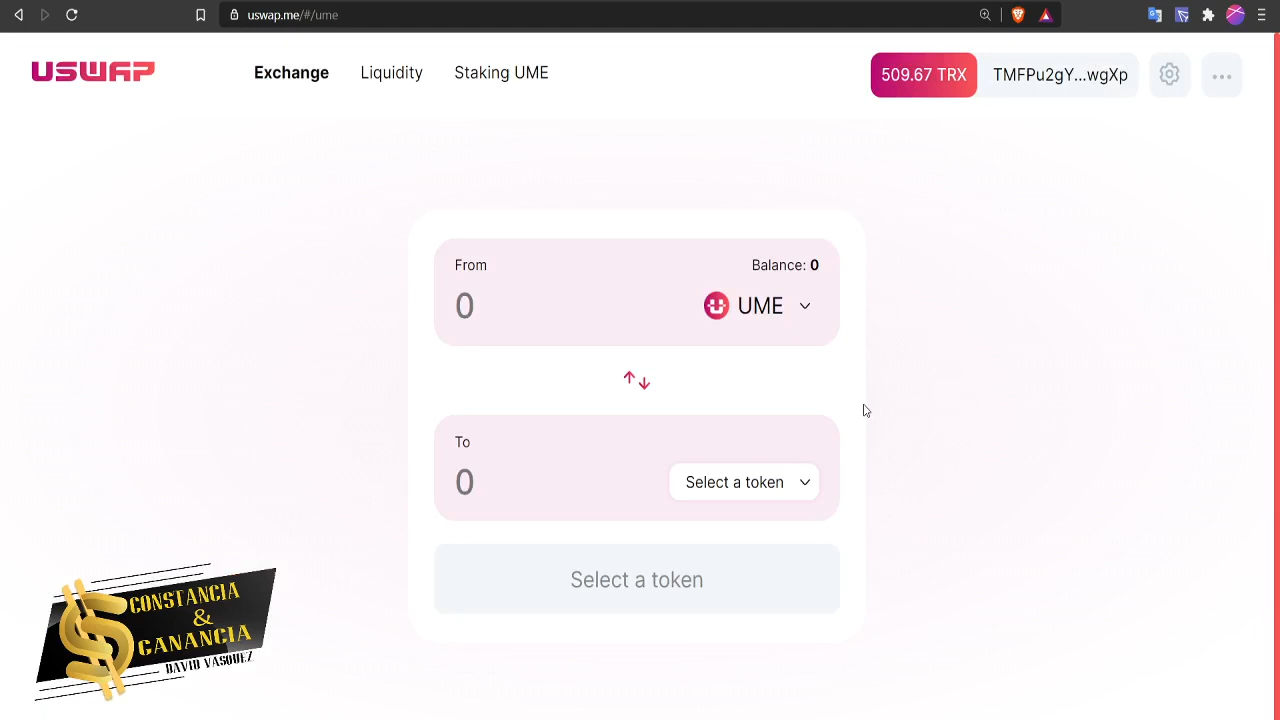 uswap.me/#/ume
USWAP
Exchange
Liquidity
Staking UME
509.67 TRX
TMFPu2gY...wgXp
From
Balance: 0
0
UME
To
0
Select a token
Select a token
CONSTANCIA
&
GANANCIA
DAVID VASQUEZ